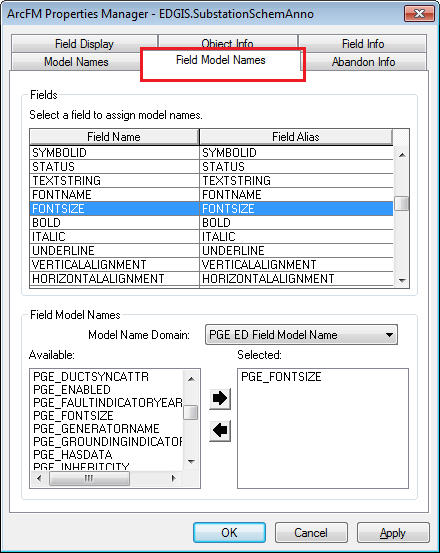 ArcFM Properties Manager - EDGIS.SubstationSchemAnno
Field Display Object Info Field Info
Model Names Field Model Names Abandon Info
Fields
Select a field to assign model names.
Field Name Field Alias
SYMBOLID SYMBOLID
STATUS STATUS
TEXTSTRING TEXTSTRING
FONTNAME FONTNAME
FONTSIZE FONTSIZE
BOLD BOLD
ITALIC ITALIC
UNDERLINE UNDERLINE
VERTICALALIGNMENT VERTICALALIGNMENT
HORIZONTALALIGNMENT HORIZONTALALIGNMENT
Field Model Names
Model Name Domain: PGE ED Field Model Name
Available: Selected:
PGE_DUCTSYNCATTR PGE_FONTSIZE
PGE_ENABLED
PGE_FAULTINDICATORYEAR
PGE_FONTSIZE
PGE_GENERATORNAME
PGE_GROUNDINGINDICATOR
PGE_HASDATA
PGE_INHERITCITY
OK Cancel Apply